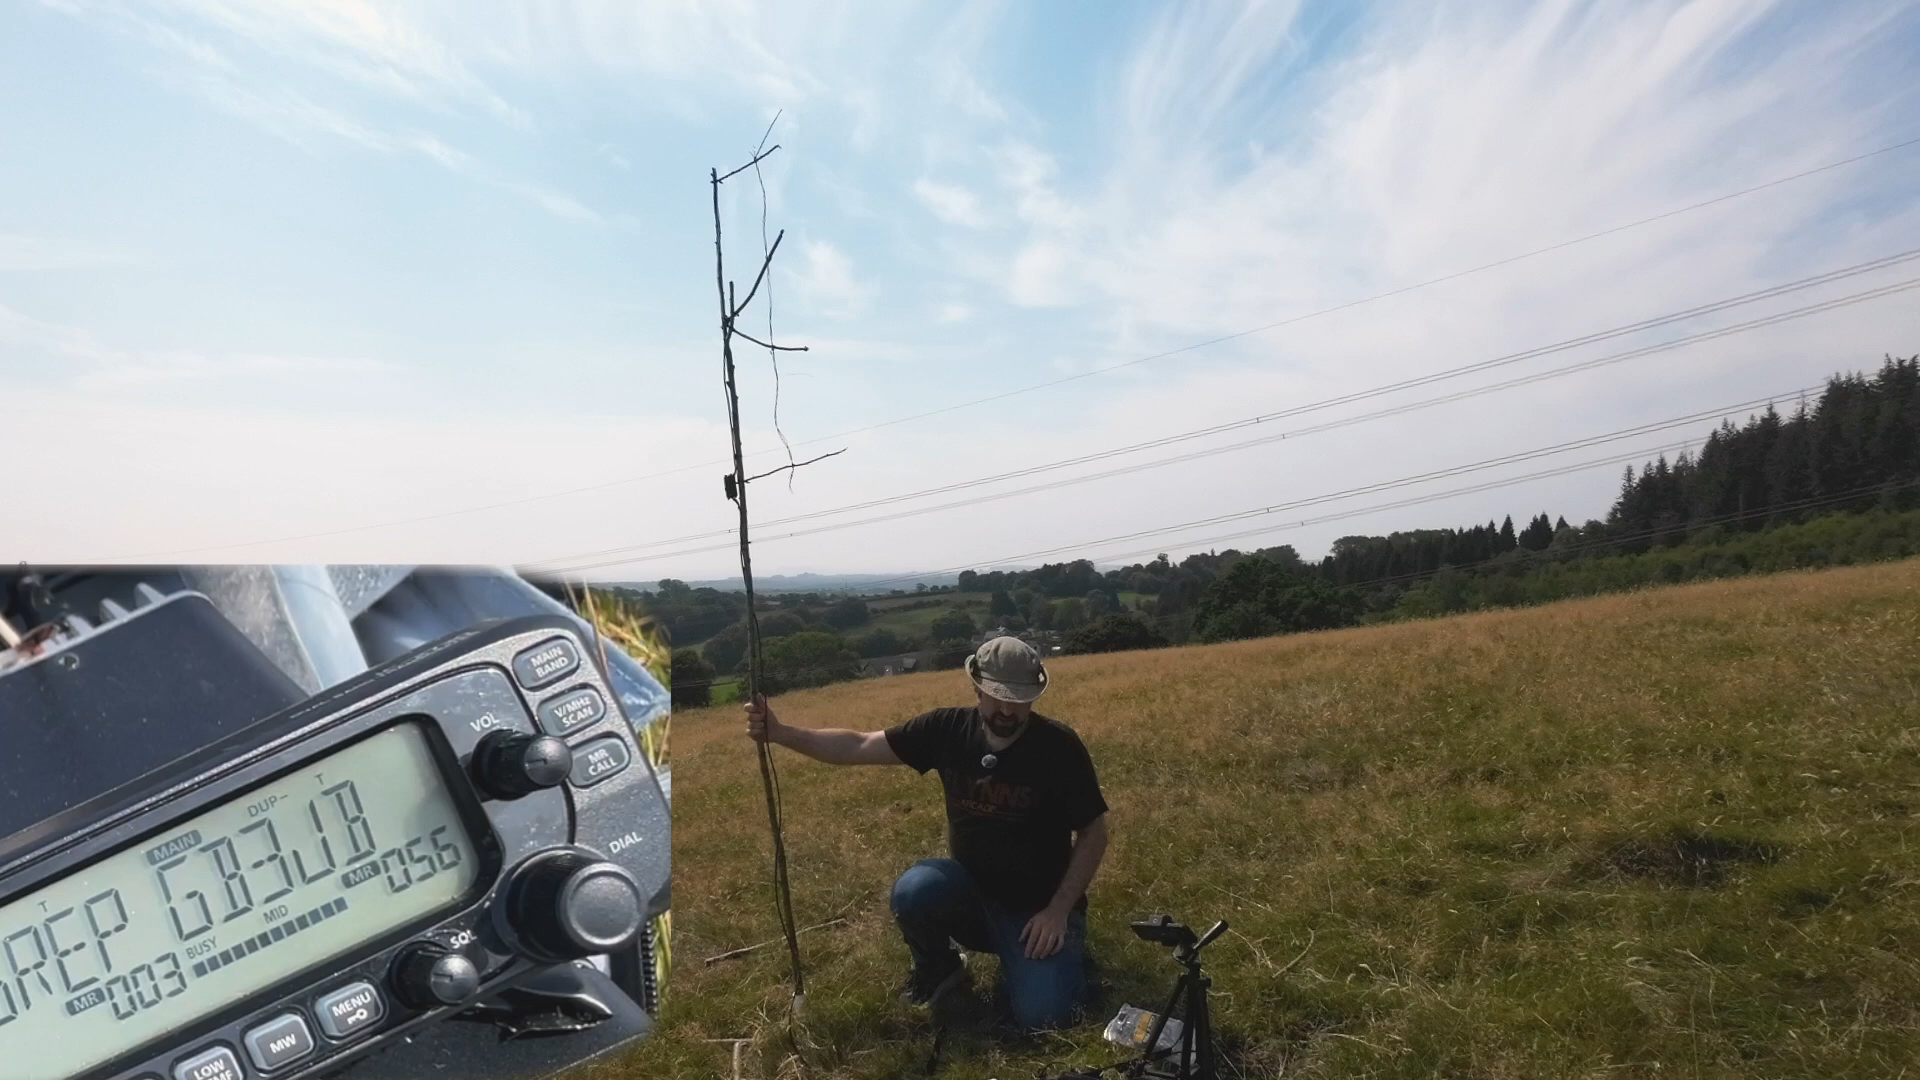 MAIN
BAND
V/MHz
SCAN
MR
CALL
VOL
DIAL
SQL
T
DUP-
MAIN
GB3JB
MR 056
MID
BUSY
T
REP
MR 003
MENU
MW
LOW